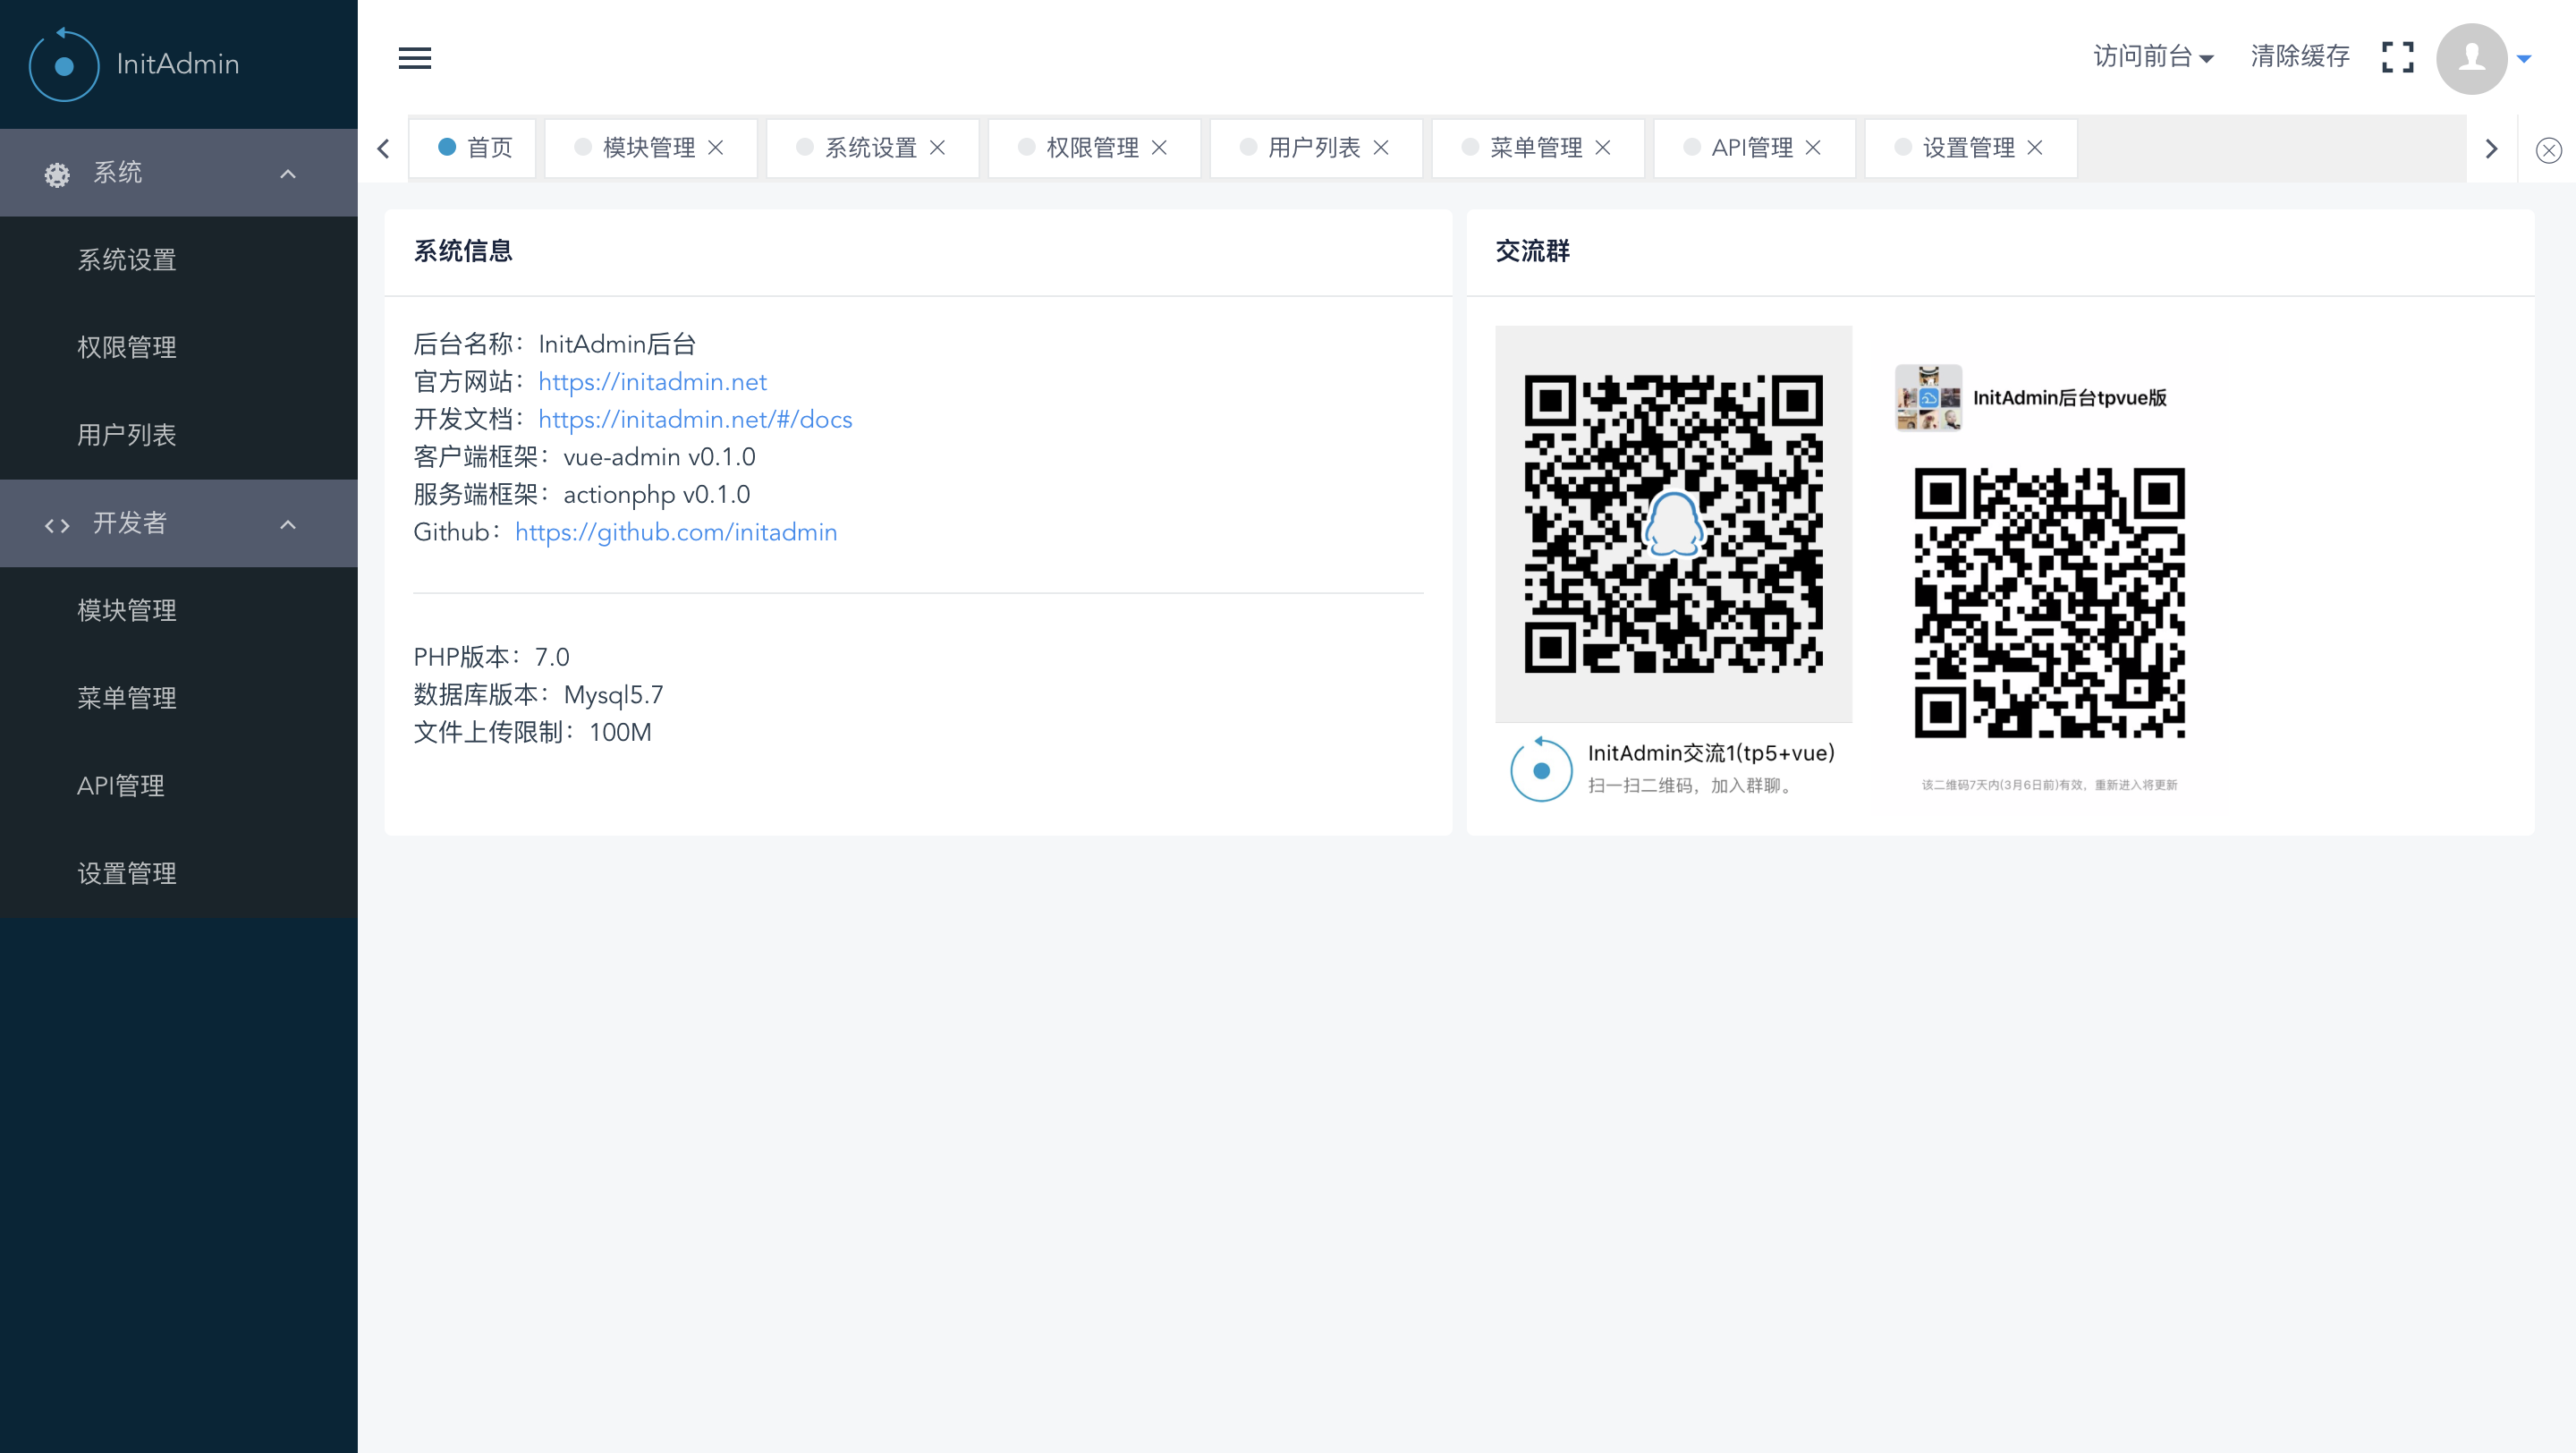 InitAdmin
访问前台
清除缓存
系统
系统设置
权限管理
用户列表
开发者
模块管理
菜单管理
API管理
设置管理
首页
模块管理
系统设置
权限管理
用户列表
菜单管理
API管理
设置管理
系统信息
后台名称：InitAdmin后台
官方网站：https://initadmin.net
开发文档：https://initadmin.net/#/docs
客户端框架：vue-admin v0.1.0
服务端框架：actionphp v0.1.0
Github：https://github.com/initadmin
PHP版本：7.0
数据库版本：Mysql5.7
文件上传限制：100M
交流群
InitAdmin交流1(tp5+vue)
扫一扫二维码，加入群聊。
InitAdmin后台tpvue版
该二维码7天内(3月6日前)有效，重新进入将更新